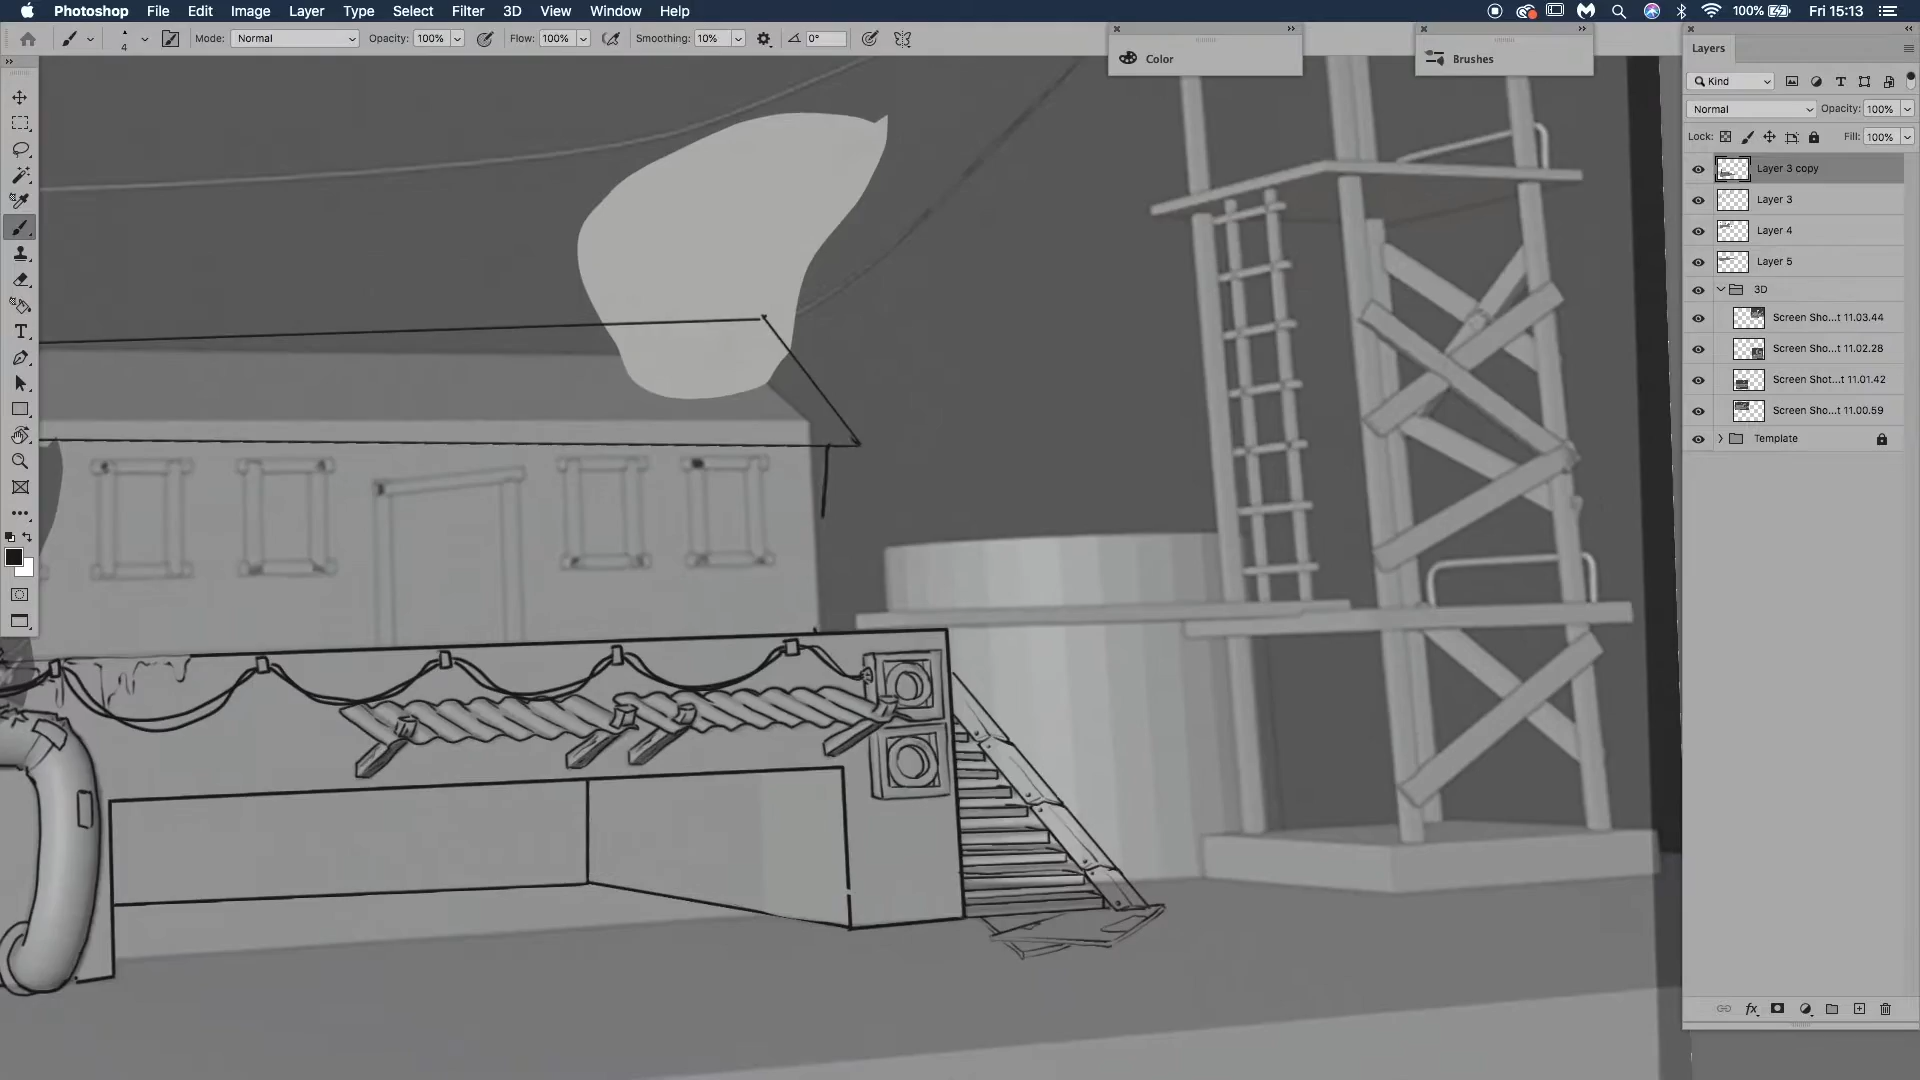 Photoshop File Edit Image Layer Type Select Filter 3D View Window Help 100% Fri 15:13
4 Mode: Normal Opacity: 100% Flow: 100% Smoothing: 10% 0°
Color
Brushes
Layers
Kind
Normal Opacity: 100%
Lock: Fill: 100%
Layer 3 copy
Layer 3
Layer 4
Layer 5
3D
Screen Sho...t 11.03.44
Screen Sho...t 11.02.28
Screen Shot...t 11.01.42
Screen Sho...t 11.00.59
Template